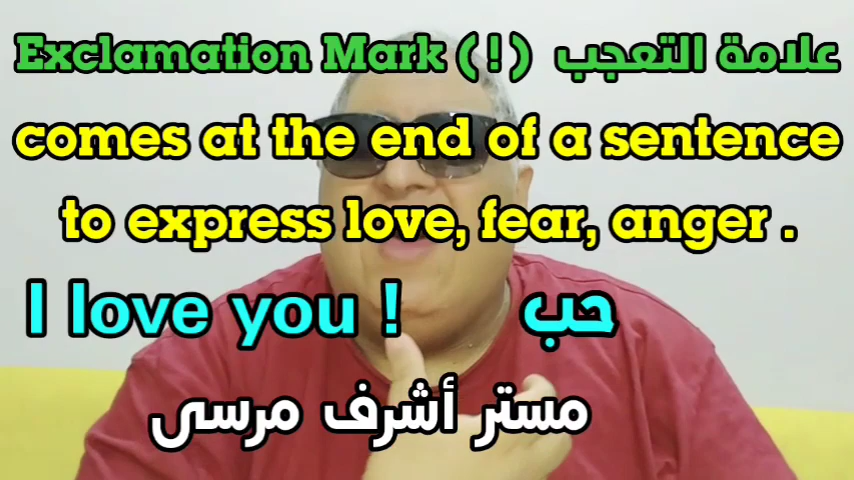 Exclamation Mark ( ! ) علامة التعجب
comes at the end of a sentence
to express love, fear, anger .
I love you ! حب
مستر أشرف مرسى